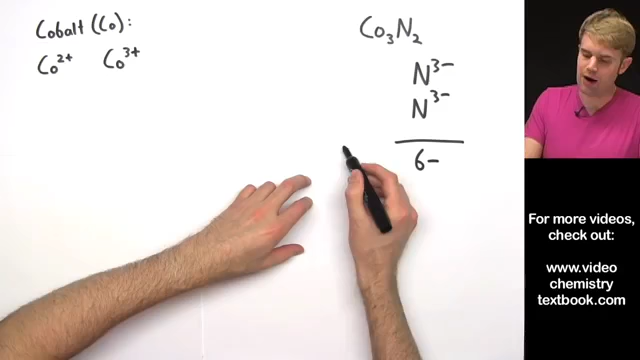 Cobalt (Co):
Co²⁺ Co³⁺
Co₃N₂
N³⁻
N³⁻
6-
For more videos,
check out:
www.video
chemistry
textbook.com